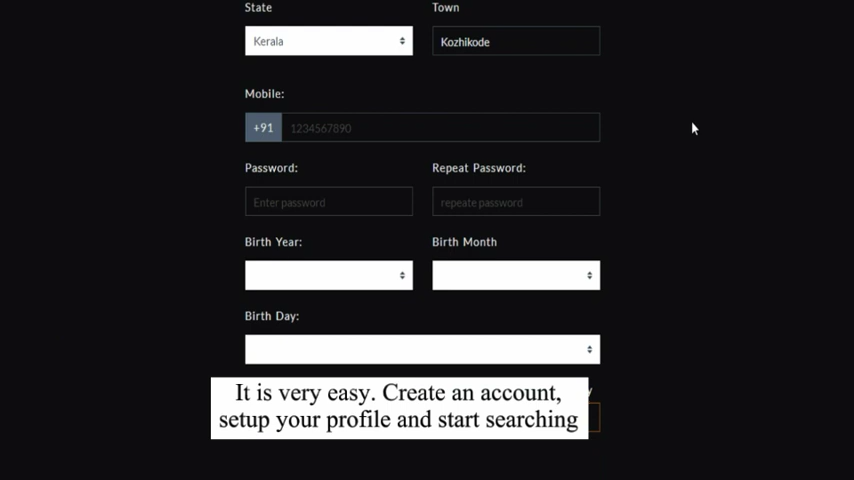 State Town
Kerala Kozhikode
Mobile:
+91 1234567890
Password: Repeat Password:
Enter password repeate password
Birth Year: Birth Month
Birth Day:
It is very easy. Create an account,
setup your profile and start searching